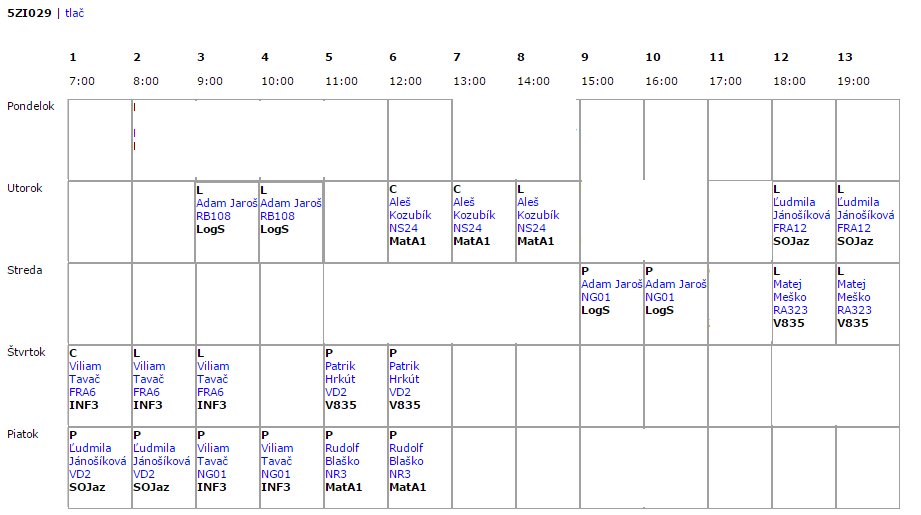 5ZI029 | tlač
1 2 3 4 5 6 7 8 9 10 11 12 13
7:00 8:00 9:00 10:00 11:00 12:00 13:00 14:00 15:00 16:00 17:00 18:00 19:00
Pondelok
Utorok
L L C C L L L
Adam Jaroš Adam Jaroš Aleš Aleš Aleš Ľudmila Ľudmila
RB108 RB108 Kozubík Kozubík Kozubík Jánošíková Jánošíková
LogS LogS NS24 NS24 NS24 FRA12 FRA12
MatA1 MatA1 MatA1 SOJaz SOJaz
Streda
P P L L
Adam Jaroš Adam Jaroš Matej Matej
NG01 NG01 Meško Meško
LogS LogS RA323 RA323
V835 V835
Štvrtok
C L L P P
Viliam Viliam Viliam Patrik Patrik
Tavač Tavač Tavač Hrkút Hrkút
FRA6 FRA6 FRA6 VD2 VD2
INF3 INF3 INF3 V835 V835
Piatok
P P P P P P
Ľudmila Ľudmila Viliam Viliam Rudolf Rudolf
Jánošíková Jánošíková Tavač Tavač Blaško Blaško
VD2 VD2 NG01 NG01 NR3 NR3
SOJaz SOJaz INF3 INF3 MatA1 MatA1